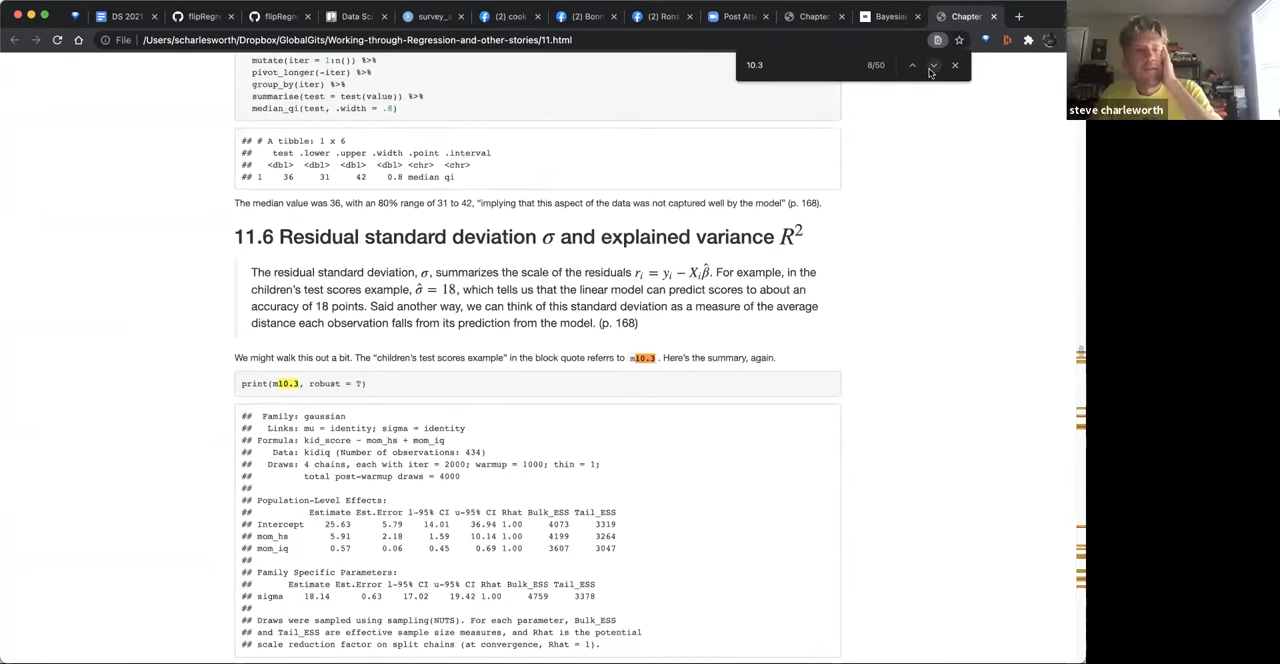 DS 2021
flipRegre
flipRegre
Data Sci
survey_a
(2) cook
(2) Bonn
(2) Rona
Post Att
Chapter
Bayesia
Chapter
File | /Users/scharlesworth/Dropbox/GlobalGits/Working-through-Regression-and-other-stories/11.html
10.3 8/50
steve charleworth
mutate(iter = 1:n()) %>%
pivot_longer(-iter) %>%
group_by(iter) %>%
summarise(test = test(value)) %>%
median_qi(test, .width = .8)
## # A tibble: 1 x 6
## test .lower .upper .width .point .interval
## <dbl> <dbl> <dbl> <dbl> <chr> <chr>
## 1 36 31 42 0.8 median qi
The median value was 36, with an 80% range of 31 to 42, “implying that this aspect of the data was not captured well by the model” (p. 168).
11.6 Residual standard deviation σ and explained variance R²
The residual standard deviation, σ, summarizes the scale of the residuals rᵢ = yᵢ − Xᵢβ̂. For example, in the
children’s test scores example, σ̂ = 18, which tells us that the linear model can predict scores to about an
accuracy of 18 points. Said another way, we can think of this standard deviation as a measure of the average
distance each observation falls from its prediction from the model. (p. 168)
We might walk this out a bit. The “children’s test scores example” in the block quote referrs to m10.3 . Here’s the summary, again.
print(m10.3, robust = T)
## Family: gaussian
## Links: mu = identity; sigma = identity
## Formula: kid_score ~ mom_hs + mom_iq
## Data: kidiq (Number of observations: 434)
## Draws: 4 chains, each with iter = 2000; warmup = 1000; thin = 1;
## total post-warmup draws = 4000
##
## Population-Level Effects:
## Estimate Est.Error l-95% CI u-95% CI Rhat Bulk_ESS Tail_ESS
## Intercept 25.63 5.79 14.01 36.94 1.00 4073 3319
## mom_hs 5.91 2.18 1.59 10.14 1.00 4199 3264
## mom_iq 0.57 0.06 0.45 0.69 1.00 3607 3047
##
## Family Specific Parameters:
## Estimate Est.Error l-95% CI u-95% CI Rhat Bulk_ESS Tail_ESS
## sigma 18.14 0.61 17.02 19.42 1.00 4759 3378
##
## Draws were sampled using sampling(NUTS). For each parameter, Bulk_ESS
## and Tail_ESS are effective sample size measures, and Rhat is the potential
## scale reduction factor on split chains (at convergence, Rhat = 1).